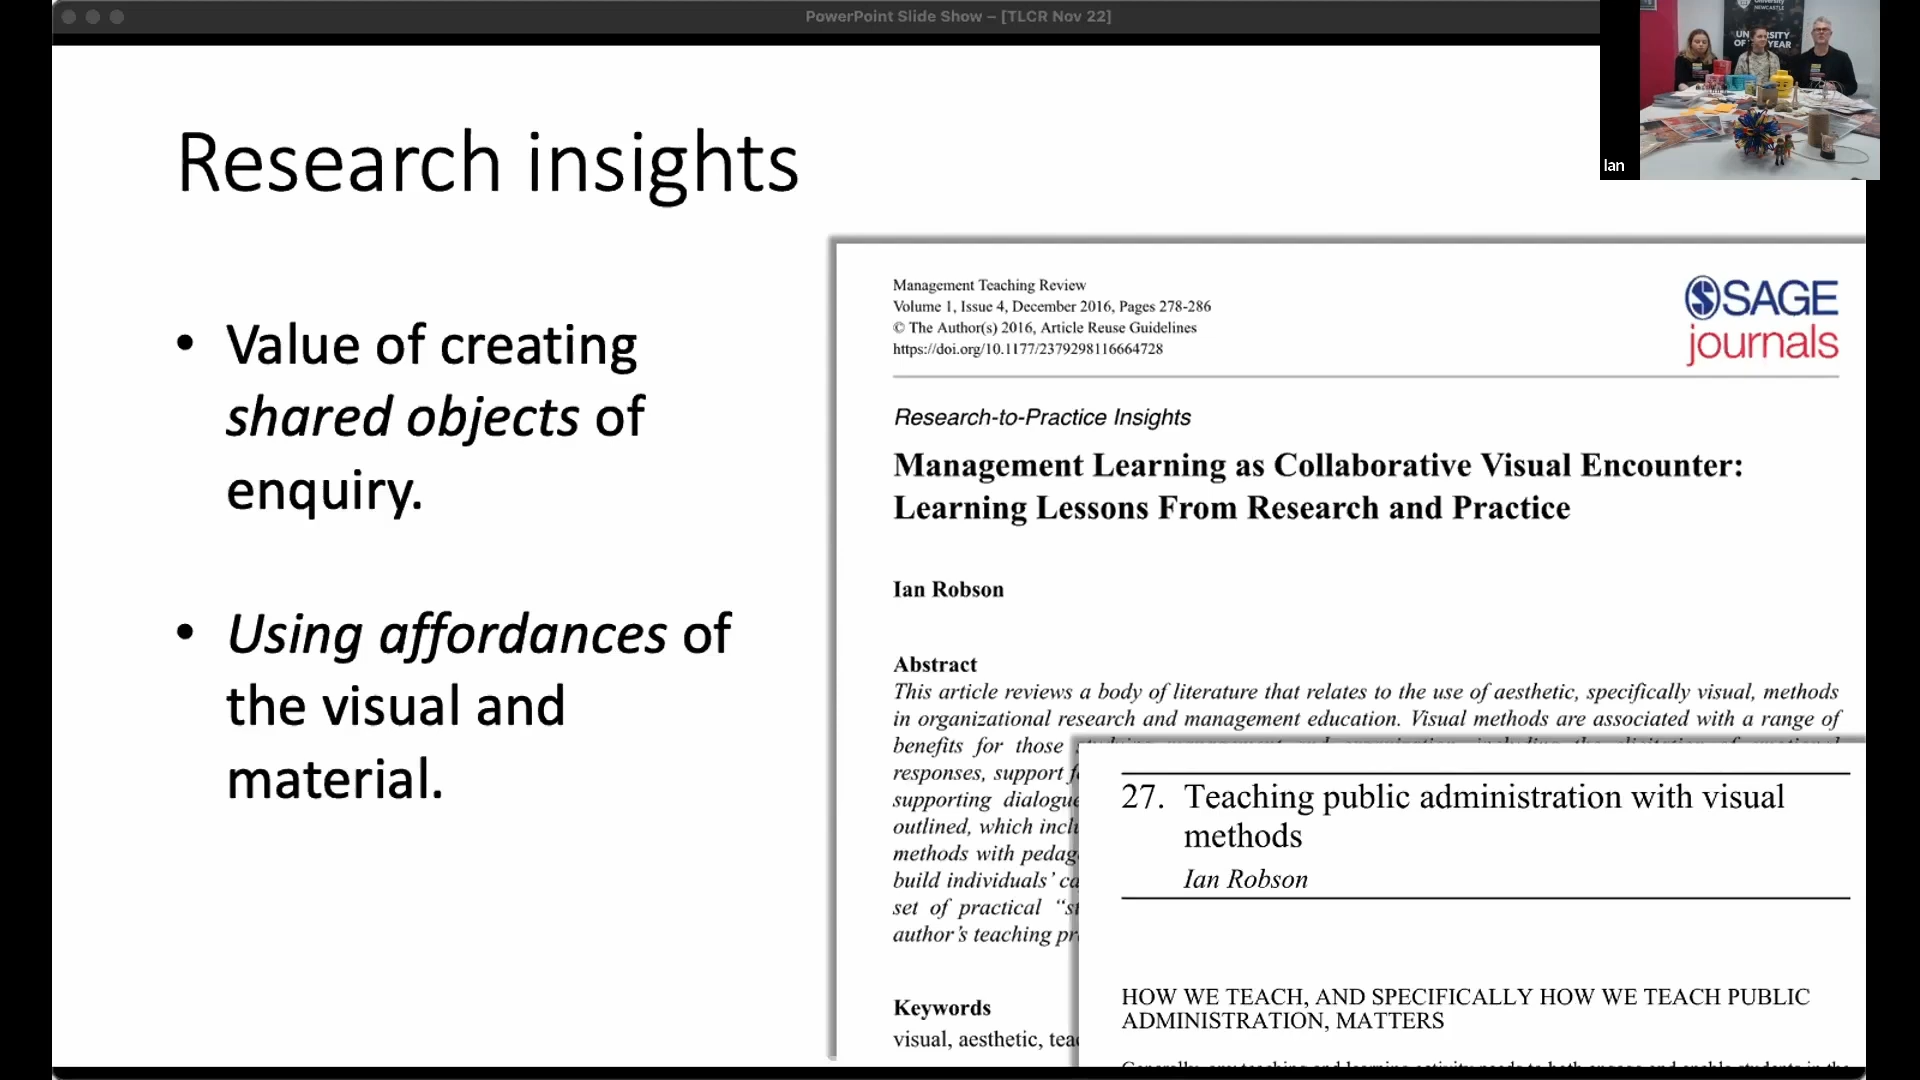 PowerPoint Slide Show – [TLCR Nov 22]
University
NEWCASTLE
Ian
Research insights
• Value of creating
shared objects of
enquiry.
• Using affordances of
the visual and
material.
Management Teaching Review
Volume 1, Issue 4, December 2016, Pages 278-286
© The Author(s) 2016, Article Reuse Guidelines
https://doi.org/10.1177/2379298116664728
SAGE
journals
Research-to-Practice Insights
Management Learning as Collaborative Visual Encounter:
Learning Lessons From Research and Practice
Ian Robson
Abstract
This article reviews a body of literature that relates to the use of aesthetic, specifically visual, methods
in organizational research and management education. Visual methods are associated with a range of
benefits for those
responses, support
supporting dialogue
outlined, which
methods with
build individuals’
set of practical
author’s teaching
Keywords
visual, aesthetic,
27. Teaching public administration with visual
methods
Ian Robson
HOW WE TEACH, AND SPECIFICALLY HOW WE TEACH PUBLIC
ADMINISTRATION, MATTERS